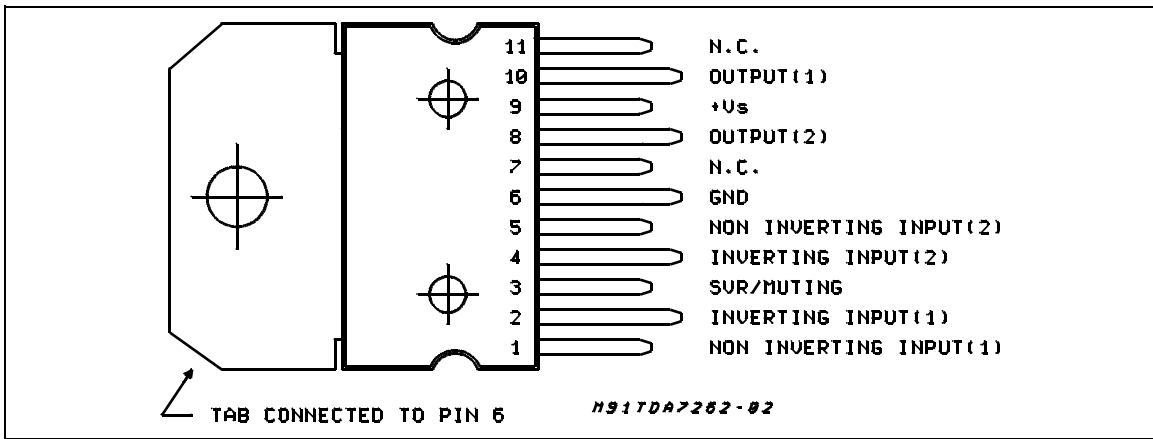 11 N.C.
10 OUTPUT(1)
9 +Vs
8 OUTPUT(2)
7 N.C.
6 GND
5 NON INVERTING INPUT(2)
4 INVERTING INPUT(2)
3 SVR/MUTING
2 INVERTING INPUT(1)
1 NON INVERTING INPUT(1)
TAB CONNECTED TO PIN 6
M91TDA7262-02